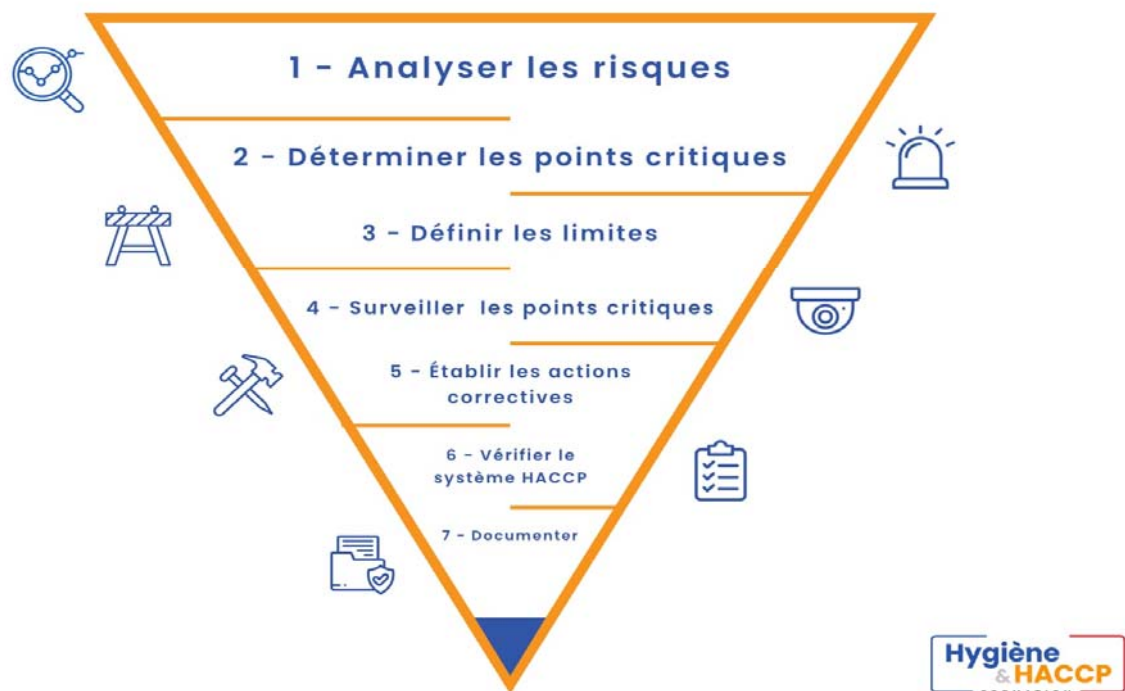 1 - Analyser les risques
2 - Déterminer les points critiques
3 - Définir les limites
4 - Surveiller les points critiques
5 - Établir les actions
correctives
6 - Vérifier le
système HACCP
7 - Documenter
Hygiène
& HACCP